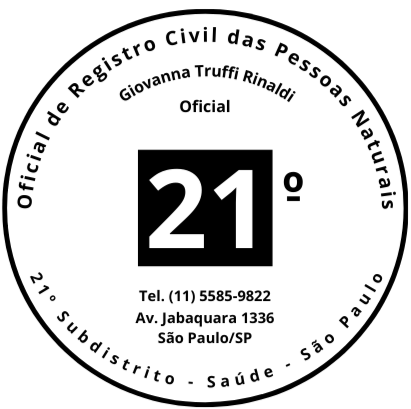 Oficial de Registro Civil das Pessoas Naturais
Giovanna Truffi Rinaldi
Oficial
21º
Tel. (11) 5585-9822
Av. Jabaquara 1336
São Paulo/SP
21º Subdistrito - Saúde - São Paulo